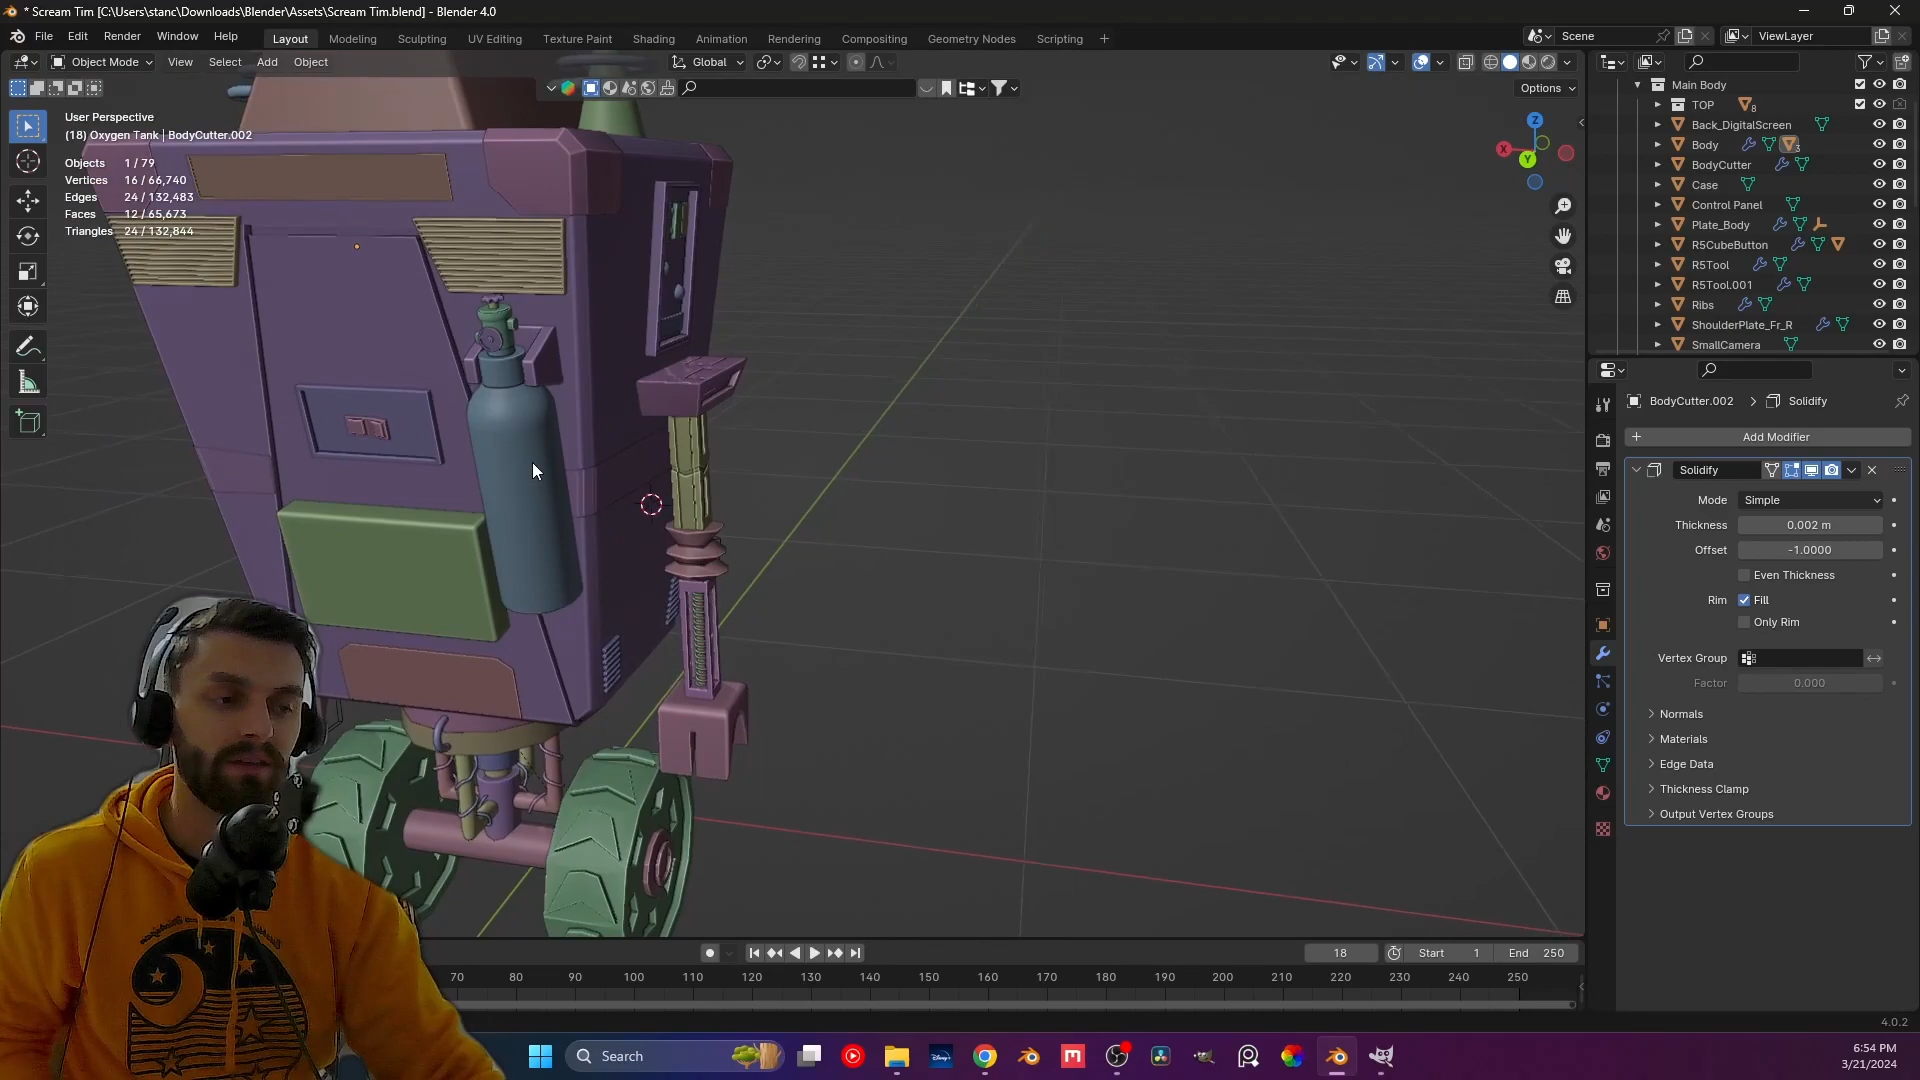 * Scream Tim [C:\Users\stanc\Downloads\Blender\Assets\Scream Tim.blend] - Blender 4.0
File Edit Render Window Help Layout Modeling Sculpting UV Editing Texture Paint Shading Animation Rendering Compositing Geometry Nodes Scripting + Scene ViewLayer
Object Mode View Select Add Object Global
Options
User Perspective
(18) Oxygen Tank | BodyCutter.002
Objects 1 / 79
Vertices 16 / 66,740
Edges 24 / 132,483
Faces 12 / 65,673
Triangles 24 / 132,844
Z
X
Y
Main Body
TOP 8
Back_DigitalScreen
Body 3
BodyCutter
Case
Control Panel
Plate_Body
R5CubeButton
R5Tool
R5Tool.001
Ribs
ShoulderPlate_Fr_R
SmallCamera
BodyCutter.002 > Solidify
+ Add Modifier
Solidify
Mode Simple
Thickness 0.002 m
Offset -1.0000
Even Thickness
Rim Fill
Only Rim
Vertex Group
Factor 0.000
Normals
Materials
Edge Data
Thickness Clamp
Output Vertex Groups
18 Start 1 End 250
70 80 90 100 110 120 130 140 150 160 170 180 190 200 210 220 230 240 250
4.0.2
Search
Disney+
M
6:54 PM
3/21/2024